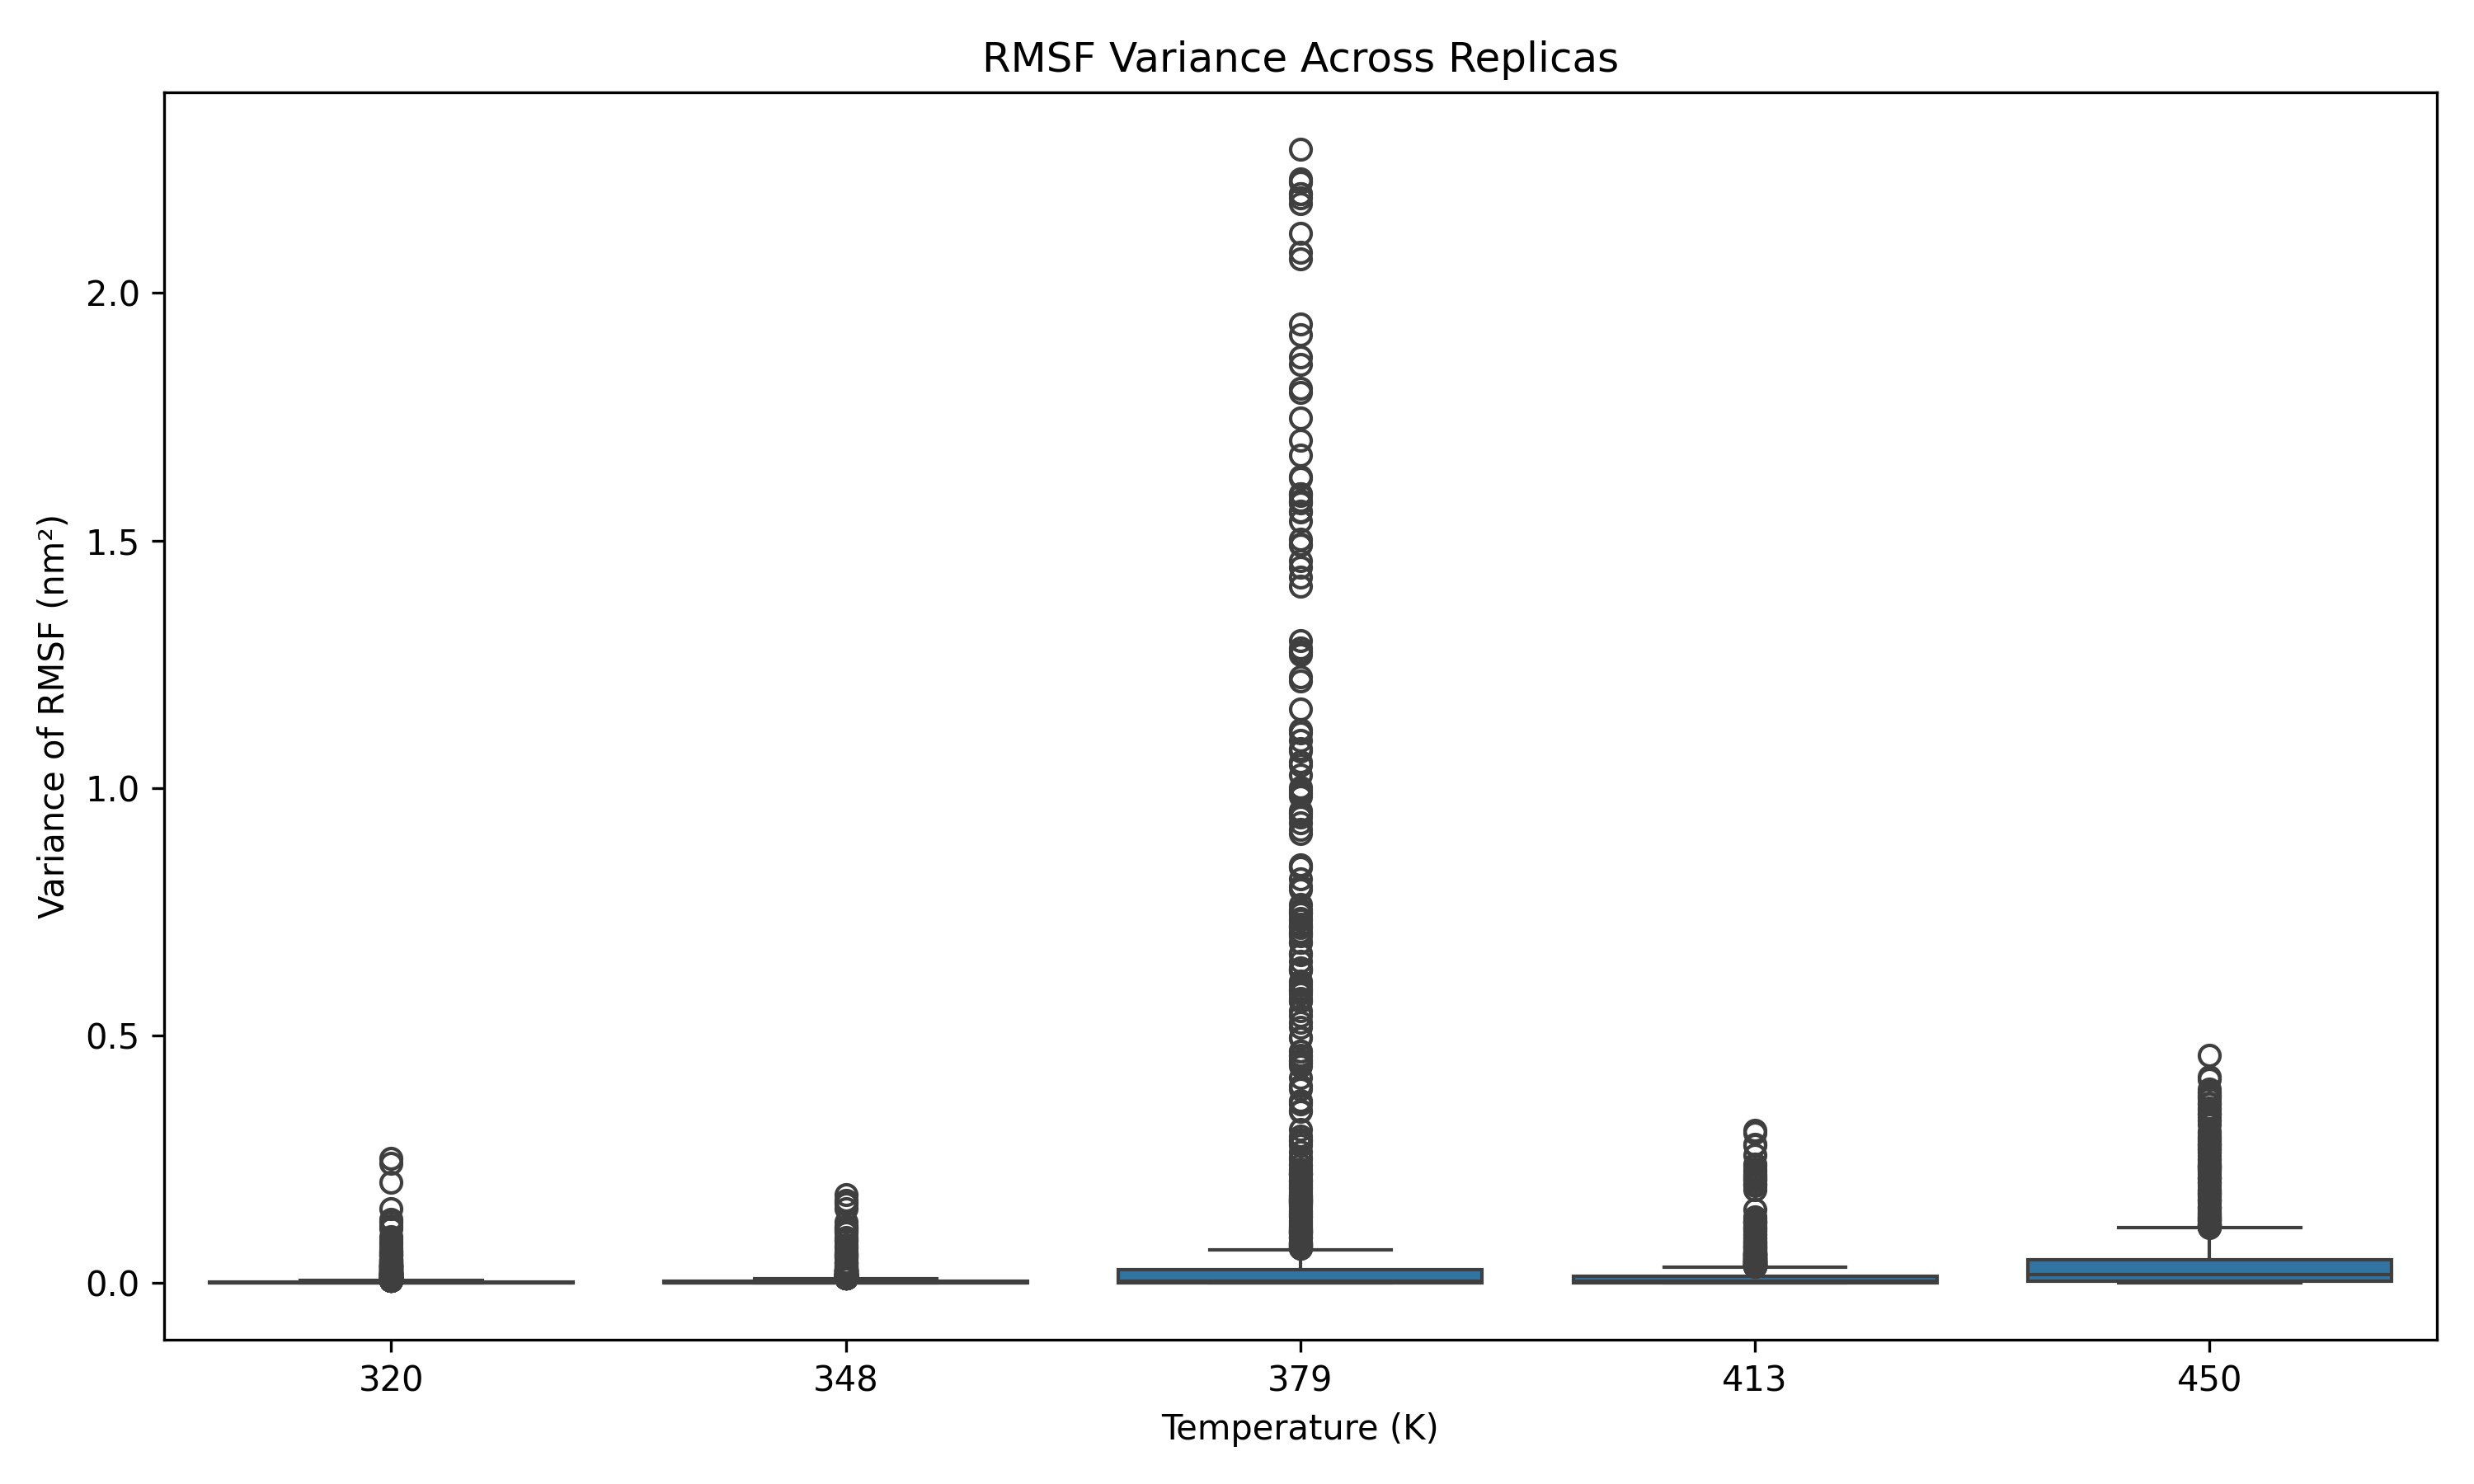 RMSF Variance Across Replicas
Variance of RMSF (nm²)
2.0
1.5
1.0
0.5
0.0
320 348 379 413 450
Temperature (K)